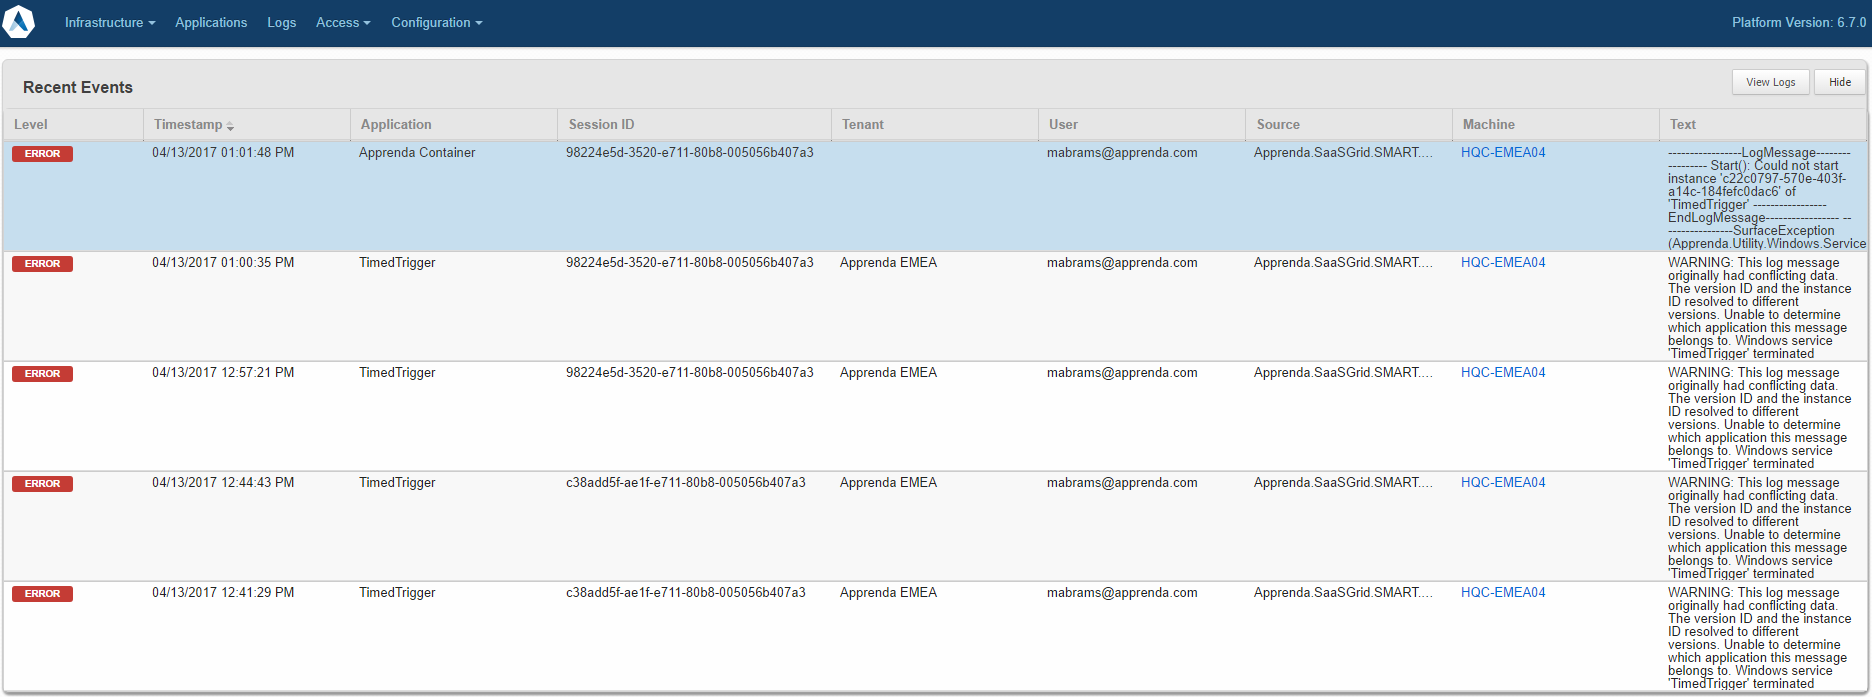 Infrastructure Applications Logs Access Configuration Platform Version: 6.7.0
Recent Events View Logs Hide
Level Timestamp Application Session ID Tenant User Source Machine Text
ERROR 04/13/2017 01:01:48 PM Apprenda Container 98224e5d-3520-e711-80b8-005056b407a3 mabrams@apprenda.com Apprenda.SaaSGrid.SMART.... HQC-EMEA04 -----------------LogMessage--------
--------- Start(): Could not start
instance 'c22c0797-570e-403f-
a14c-184fefc0dac6' of
'TimedTrigger' -----------------
EndLogMessage----------------- --
---------------SurfaceException
(Apprenda.Utility.Windows.Service
ERROR 04/13/2017 01:00:35 PM TimedTrigger 98224e5d-3520-e711-80b8-005056b407a3 Apprenda EMEA mabrams@apprenda.com Apprenda.SaaSGrid.SMART.... HQC-EMEA04 WARNING: This log message
originally had conflicting data.
The version ID and the instance
ID resolved to different
versions. Unable to determine
which application this message
belongs to. Windows service
'TimedTrigger' terminated
ERROR 04/13/2017 12:57:21 PM TimedTrigger 98224e5d-3520-e711-80b8-005056b407a3 Apprenda EMEA mabrams@apprenda.com Apprenda.SaaSGrid.SMART.... HQC-EMEA04 WARNING: This log message
originally had conflicting data.
The version ID and the instance
ID resolved to different
versions. Unable to determine
which application this message
belongs to. Windows service
'TimedTrigger' terminated
ERROR 04/13/2017 12:44:43 PM TimedTrigger c38add5f-ae1f-e711-80b8-005056b407a3 Apprenda EMEA mabrams@apprenda.com Apprenda.SaaSGrid.SMART.... HQC-EMEA04 WARNING: This log message
originally had conflicting data.
The version ID and the instance
ID resolved to different
versions. Unable to determine
which application this message
belongs to. Windows service
'TimedTrigger' terminated
ERROR 04/13/2017 12:41:29 PM TimedTrigger c38add5f-ae1f-e711-80b8-005056b407a3 Apprenda EMEA mabrams@apprenda.com Apprenda.SaaSGrid.SMART.... HQC-EMEA04 WARNING: This log message
originally had conflicting data.
The version ID and the instance
ID resolved to different
versions. Unable to determine
which application this message
belongs to. Windows service
'TimedTrigger' terminated